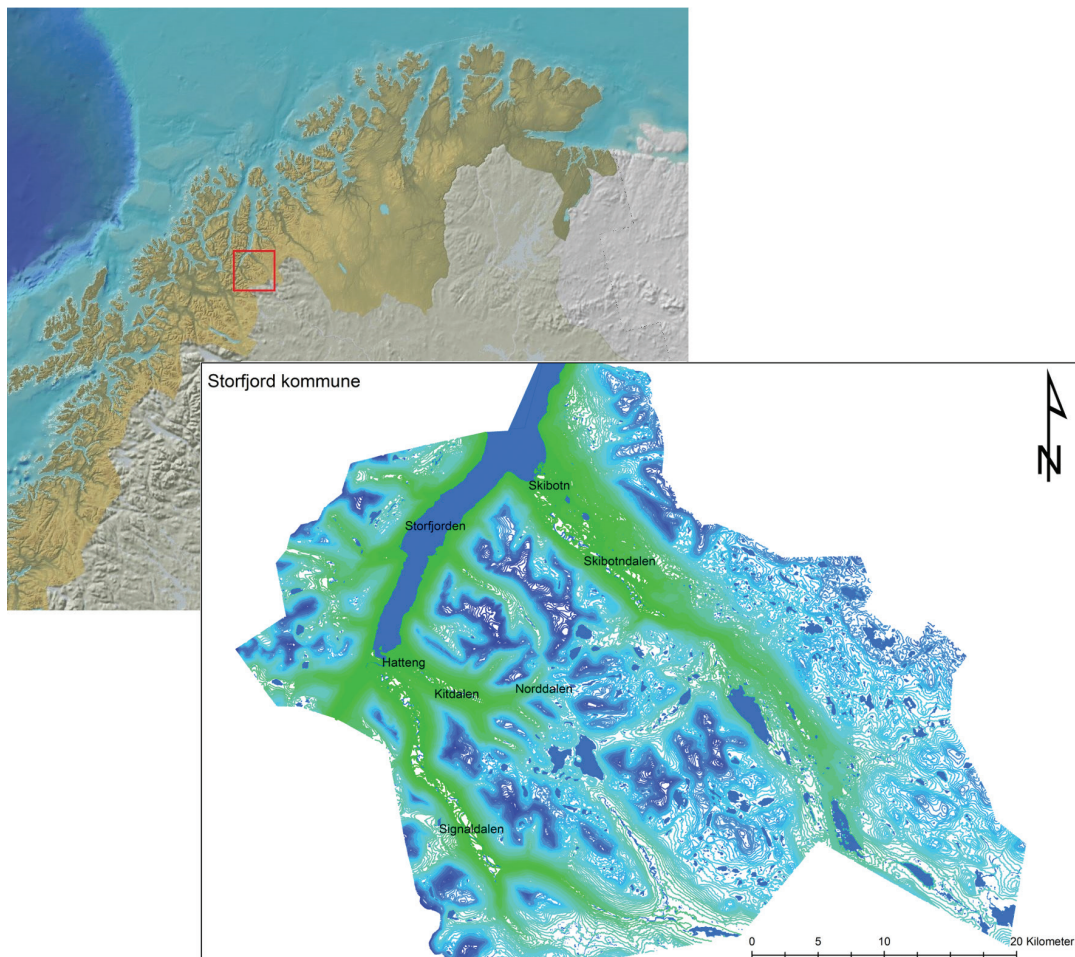 Storfjord kommune
N
Skibotn
Storfjorden
Skibotndalen
Hatteng
Kitdalen
Norddalen
Signaldalen
0 5 10 20 Kilometer